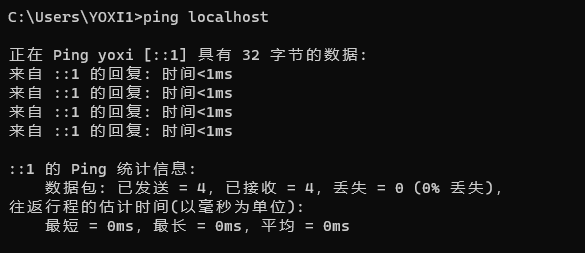 C:\Users\YOXI1>ping localhost
正在 Ping yoxi [::1] 具有 32 字节的数据:
来自 ::1 的回复: 时间<1ms
来自 ::1 的回复: 时间<1ms
来自 ::1 的回复: 时间<1ms
来自 ::1 的回复: 时间<1ms
::1 的 Ping 统计信息:
    数据包: 已发送 = 4, 已接收 = 4, 丢失 = 0 (0% 丢失),
往返行程的估计时间(以毫秒为单位):
    最短 = 0ms, 最长 = 0ms, 平均 = 0ms